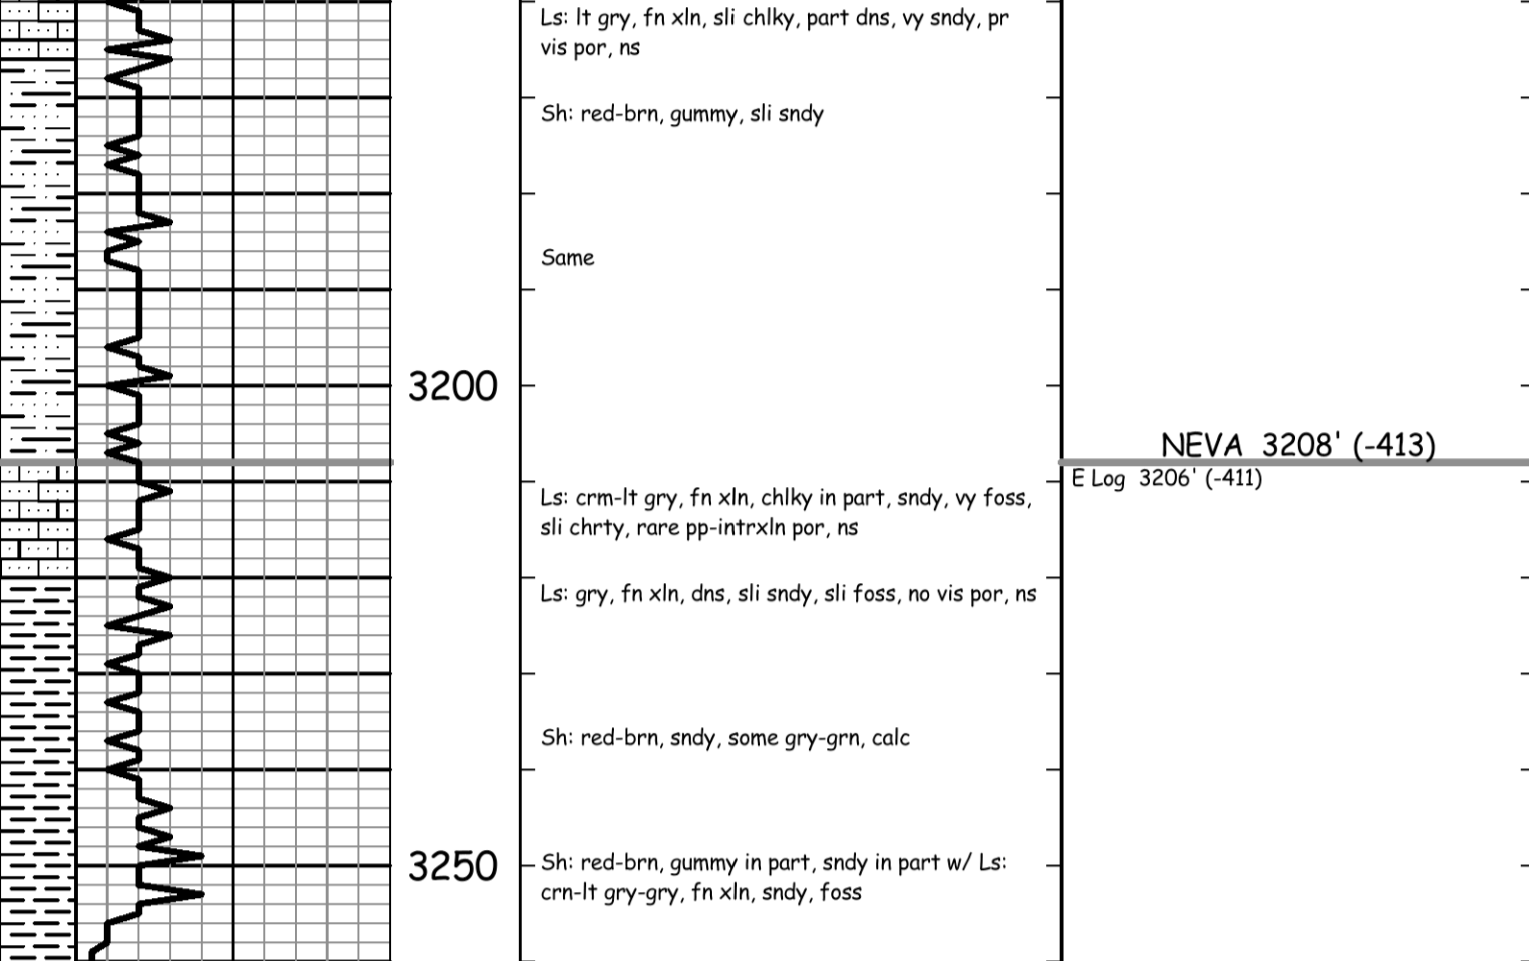 Ls: lt gry, fn xln, sli chlky, part dns, vy sndy, pr
vis por, ns
Sh: red-brn, gummy, sli sndy
Same
3200
NEVA 3208' (-413)
E Log 3206' (-411)
Ls: crm-lt gry, fn xln, chlky in part, sndy, vy foss,
sli chrty, rare pp-intrxln por, ns
Ls: gry, fn xln, dns, sli sndy, sli foss, no vis por, ns
Sh: red-brn, sndy, some gry-grn, calc
3250
Sh: red-brn, gummy in part, sndy in part w/ Ls:
crn-lt gry-gry, fn xln, sndy, foss